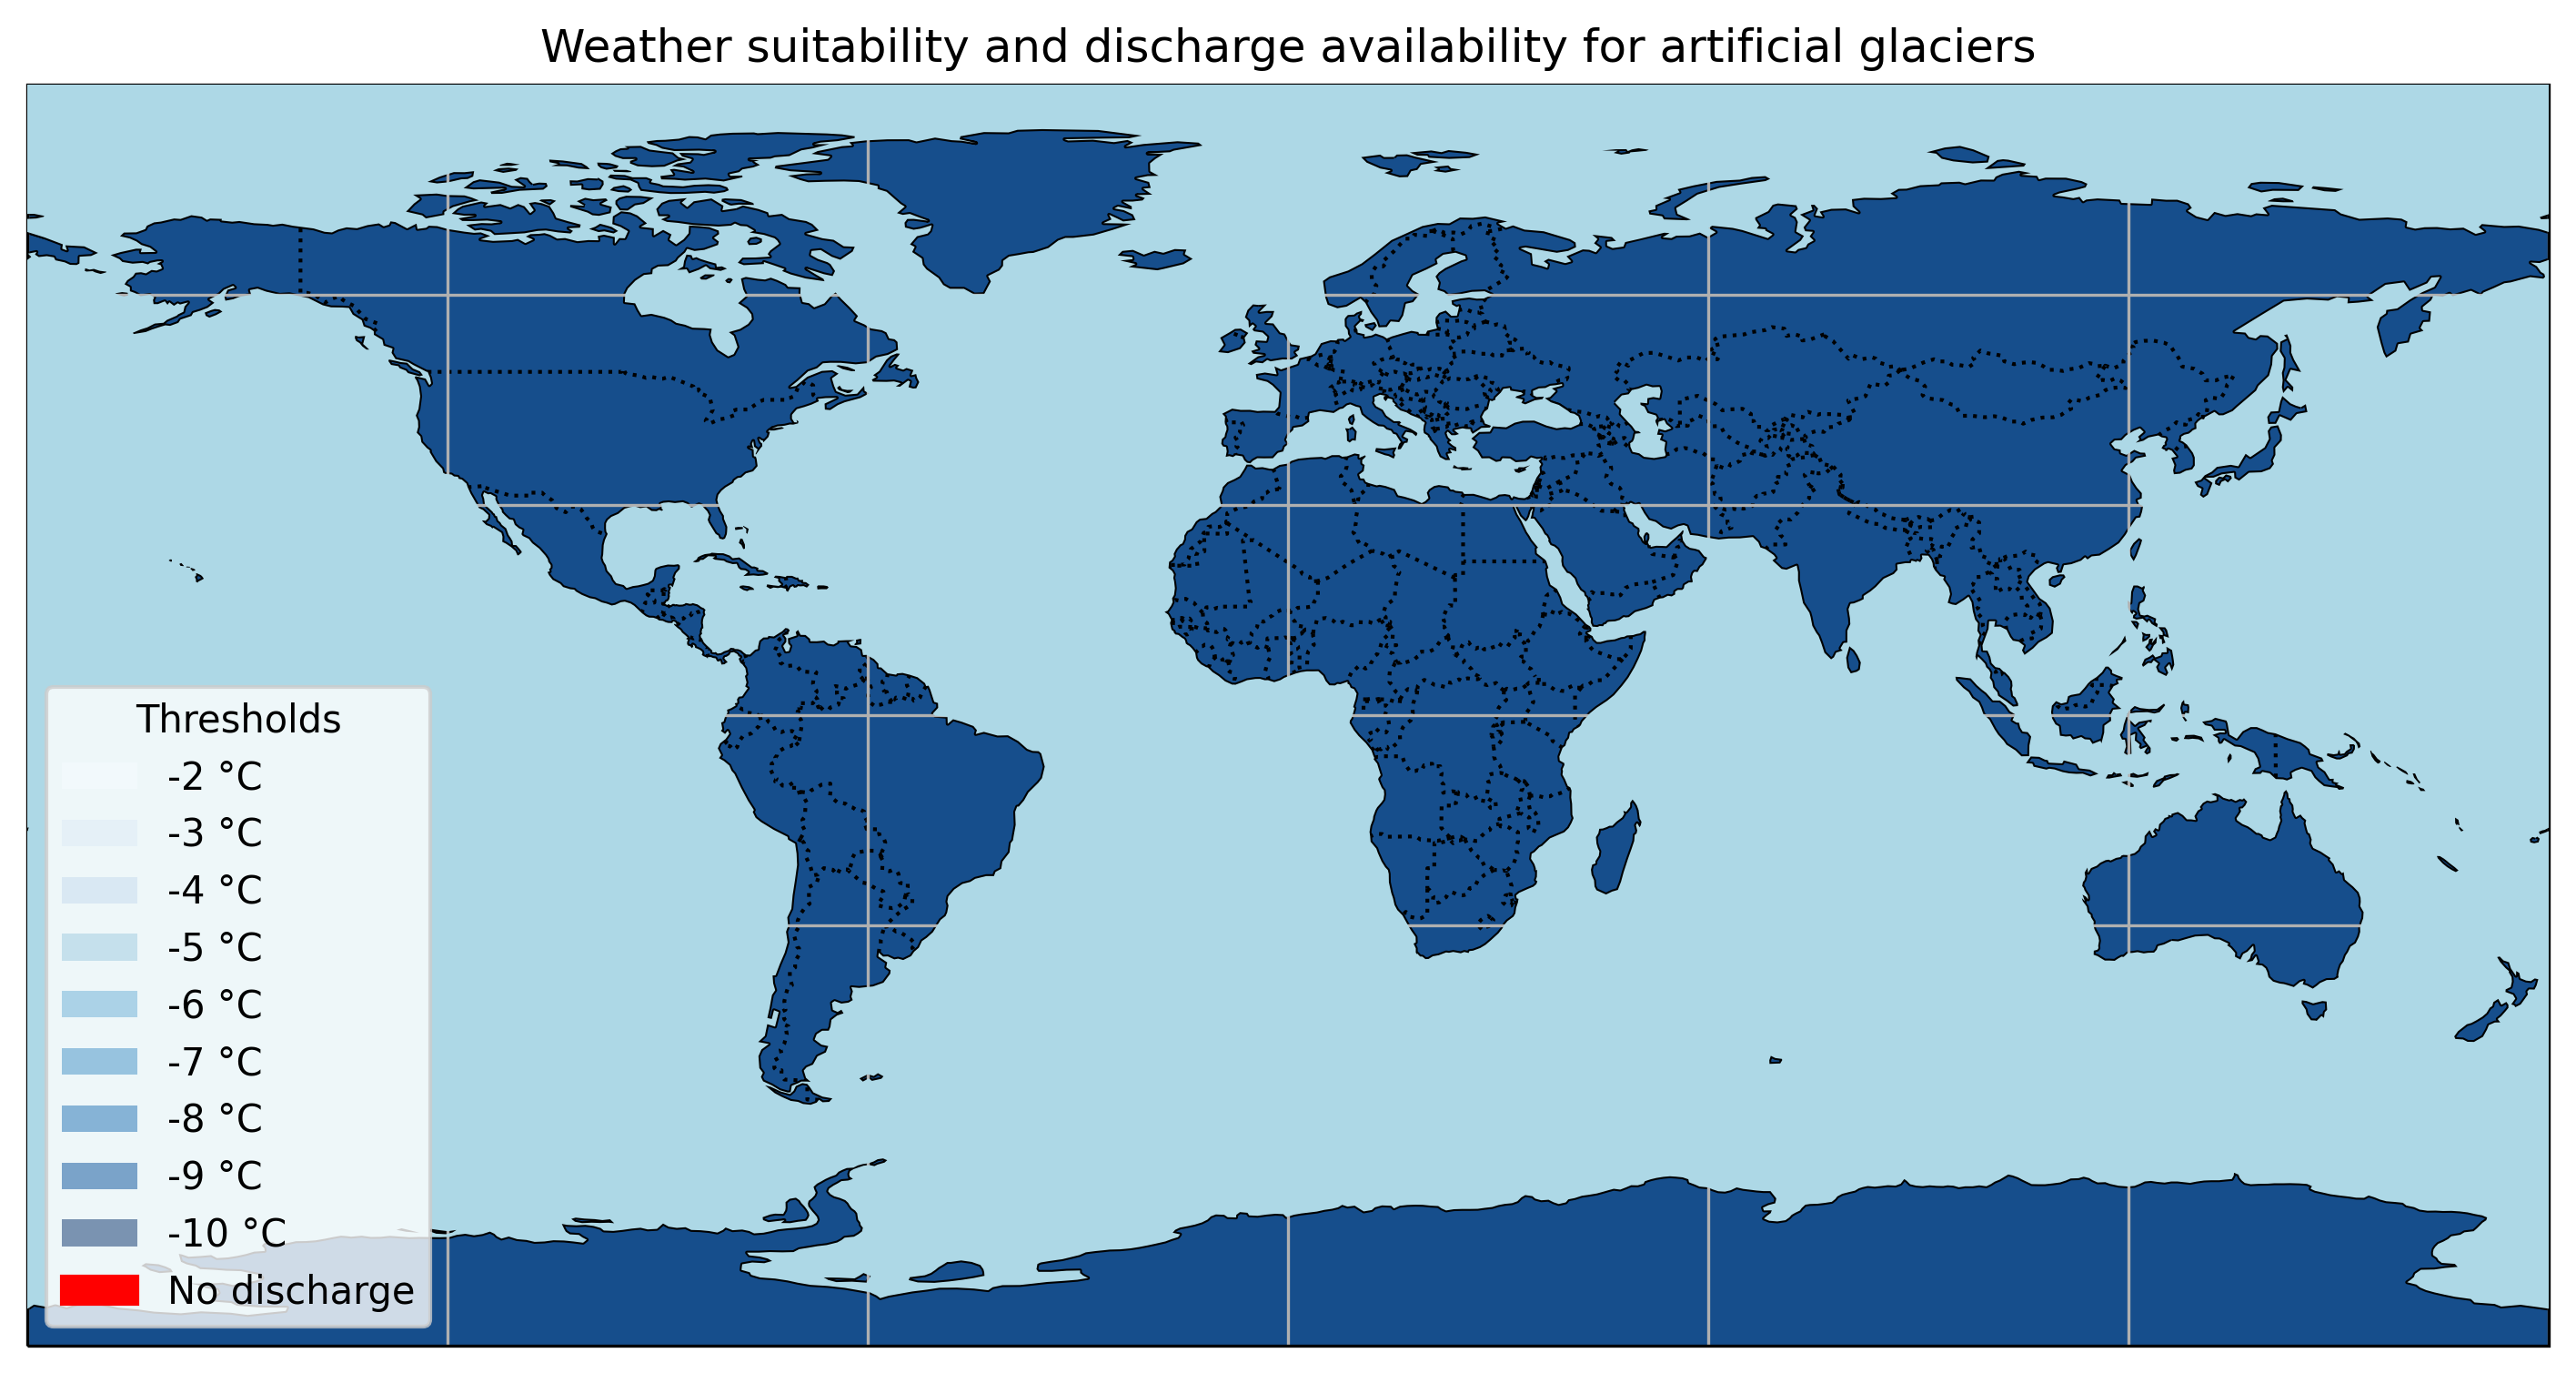 Weather suitability and discharge availability for artificial glaciers
Thresholds
-2 °C
-3 °C
-4 °C
-5 °C
-6 °C
-7 °C
-8 °C
-9 °C
-10 °C
No discharge